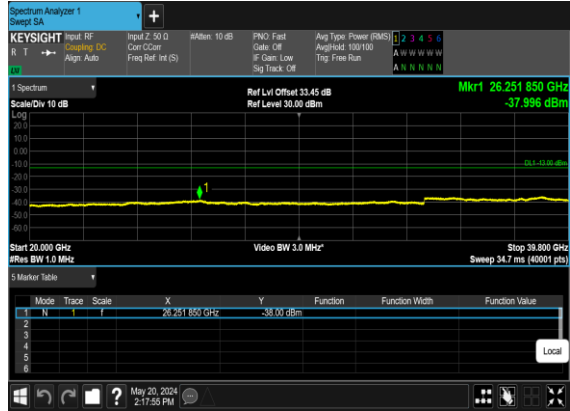 Spectrum Analyzer 1
Swept SA
KEYSIGHT Input: RF Input Z: 50 Ω #Atten: 10 dB PNO: Fast Avg Type: Power (RMS) 1 2 3 4 5 6
R T Coupling: DC Corr CCorr Gate: Off Avg|Hold: 100/100 A W W W W W
Align: Auto Freq Ref: Int (S) IF Gain: Low Trig: Free Run
LW Sig Track: Off A N N N N N
1 Spectrum Ref Lvl Offset 33.45 dB Mkr1 26.251 850 GHz
Scale/Div 10 dB Ref Level 30.00 dBm -37.996 dBm
Log
20.0
10.0
0.00
-10.0 DL1 -13.00 dBm
-20.0
-30.0 1
-40.0
-50.0
-60.0
Start 20.000 GHz Video BW 3.0 MHz* Stop 39.800 GHz
#Res BW 1.0 MHz Sweep 34.7 ms (40001 pts)
5 Marker Table
Mode Trace Scale X Y Function Function Width Function Value
1 N 1 f 26.251 850 GHz -38.00 dBm
2
3
4
5
6
Local
? May 20, 2024
2:17:55 PM